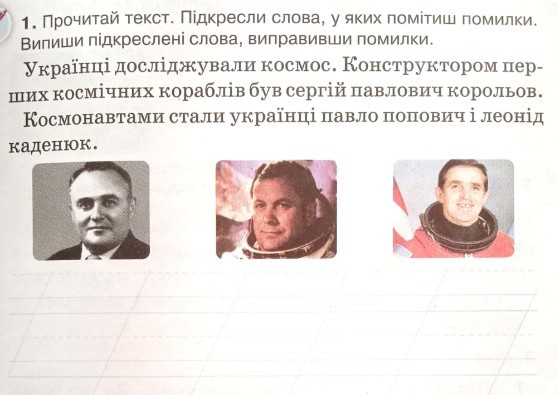 1. Прочитай текст. Підкресли слова, у яких помітиш помилки.
Випиши підкреслені слова, виправивши помилки.
Українці досліджували космос. Конструктором пер-
ших космічних кораблів був сергій павлович корольов.
Космонавтами стали українці павло попович і леонід
каденюк.